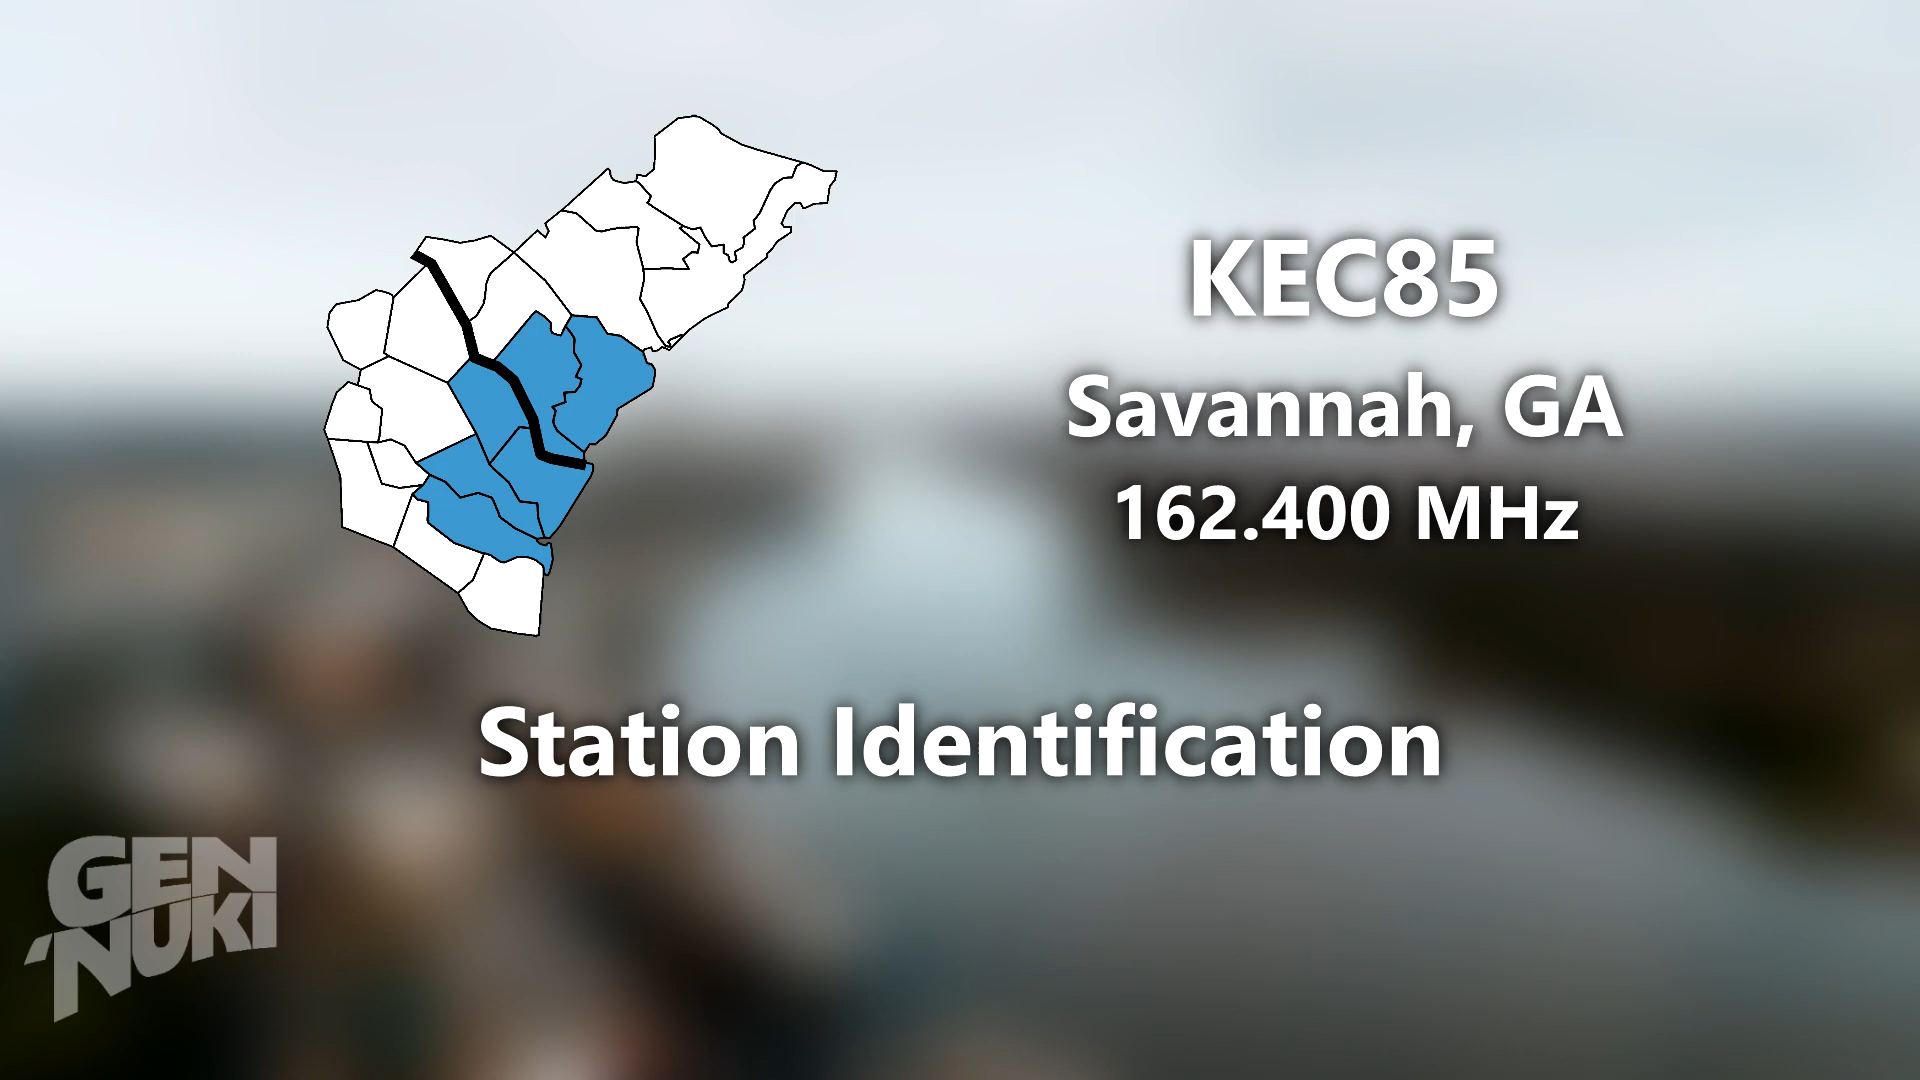 KEC85
Savannah, GA
162.400 MHz
Station Identification
GEN
'NUKI